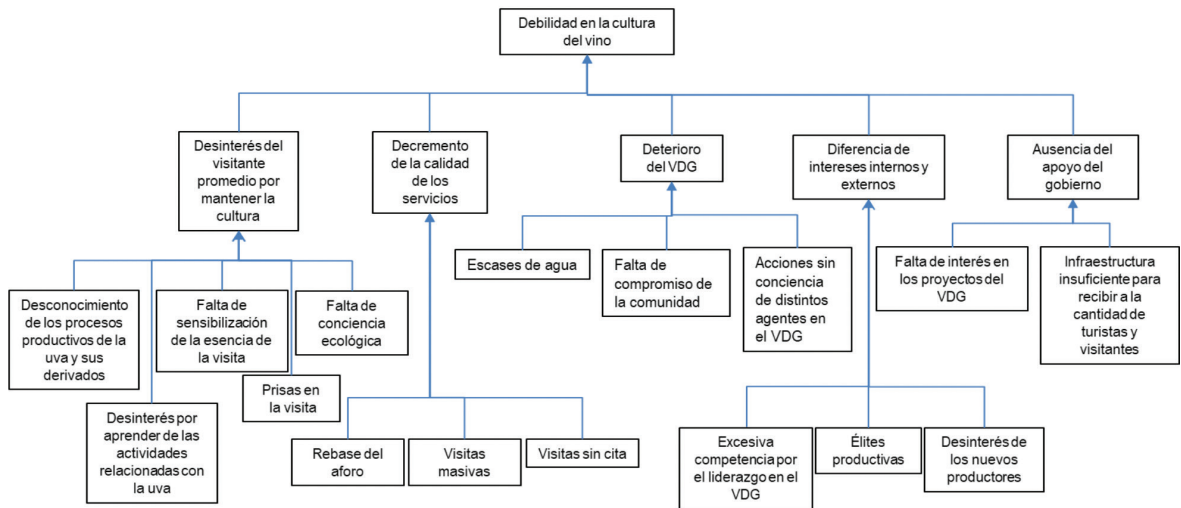 Debilidad en la cultura
del vino
Desinterés del
visitante
promedio por
mantener la
cultura
Decremento
de la calidad
de los
servicios
Deterioro
del VDG
Diferencia de
intereses internos y
externos
Ausencia del
apoyo del
gobierno
Desconocimiento
de los procesos
productivos de la
uva y sus
derivados
Falta de
sensibilización
de la esencia de
la visita
Falta de
conciencia
ecológica
Escases de agua
Falta de
compromiso de
la comunidad
Acciones sin
conciencia
de distintos
agentes en
el VDG
Falta de interés en
los proyectos del
VDG
Infraestructura
insuficiente para
recibir a la
cantidad de
turistas y
visitantes
Desinterés por
aprender de las
actividades
relacionadas con
la uva
Prisas en
la visita
Rebase del
aforo
Visitas
masivas
Visitas sin cita
Excesiva
competencia por
el liderazgo en el
VDG
Élites
productivas
Desinterés de
los nuevos
productores